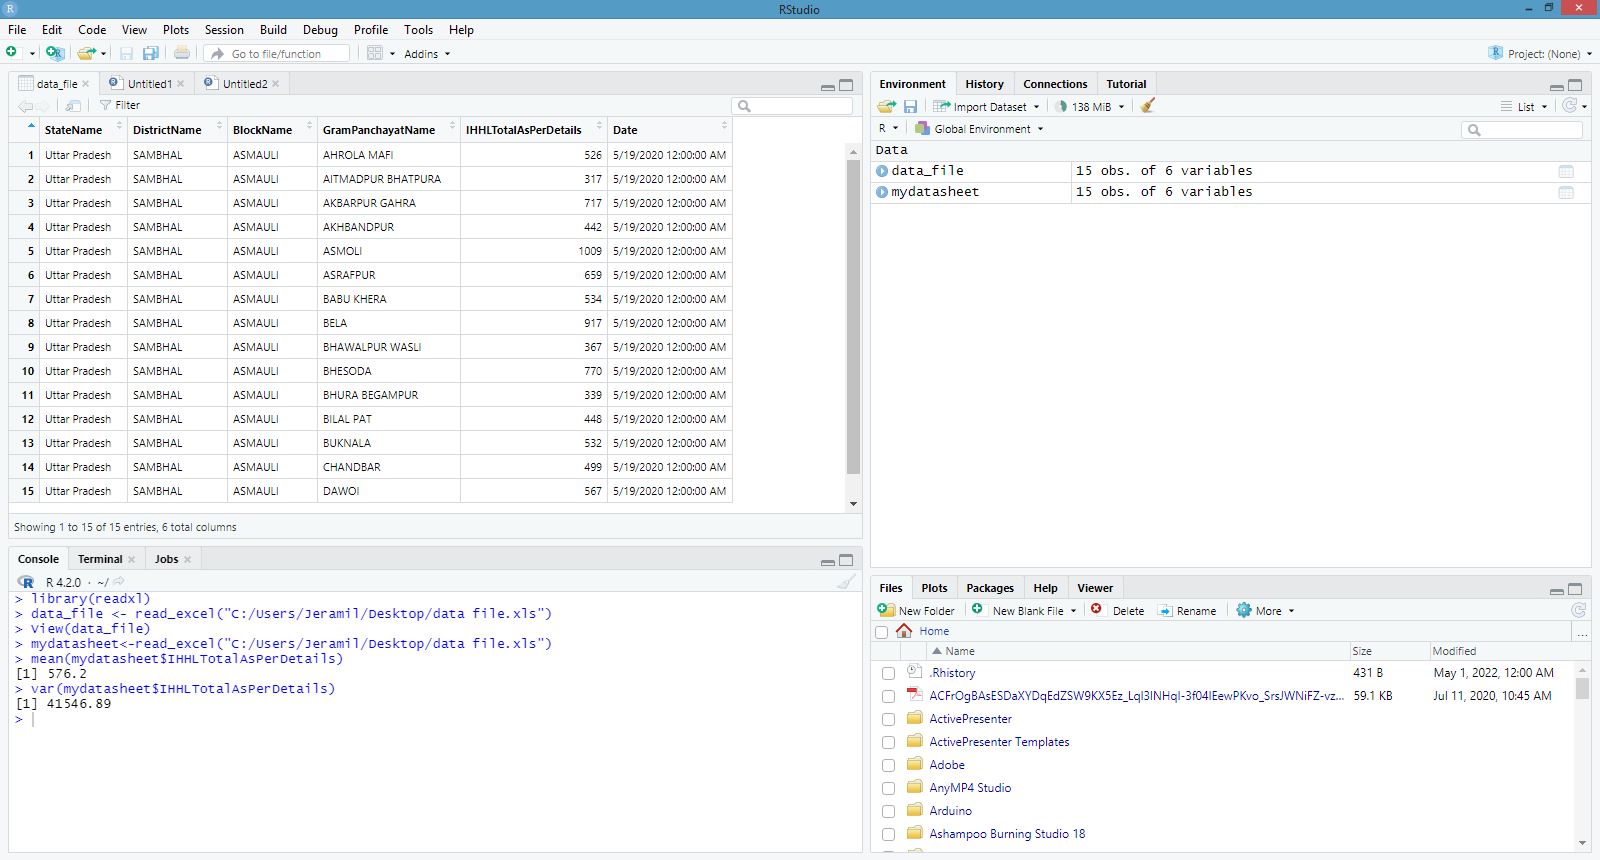 RStudio
File Edit Code View Plots Session Build Debug Profile Tools Help
Go to file/function Addins Project: (None)
data_file Untitled1 Untitled2
Filter
StateName DistrictName BlockName GramPanchayatName IHHLTotalAsPerDetails Date
1 Uttar Pradesh SAMBHAL ASMAULI AHROLA MAFI 526 5/19/2020 12:00:00 AM
2 Uttar Pradesh SAMBHAL ASMAULI AITMADPUR BHATPURA 317 5/19/2020 12:00:00 AM
3 Uttar Pradesh SAMBHAL ASMAULI AKBARPUR GAHRA 717 5/19/2020 12:00:00 AM
4 Uttar Pradesh SAMBHAL ASMAULI AKHBANDPUR 442 5/19/2020 12:00:00 AM
5 Uttar Pradesh SAMBHAL ASMAULI ASMOLI 1009 5/19/2020 12:00:00 AM
6 Uttar Pradesh SAMBHAL ASMAULI ASRAFPUR 659 5/19/2020 12:00:00 AM
7 Uttar Pradesh SAMBHAL ASMAULI BABU KHERA 534 5/19/2020 12:00:00 AM
8 Uttar Pradesh SAMBHAL ASMAULI BELA 917 5/19/2020 12:00:00 AM
9 Uttar Pradesh SAMBHAL ASMAULI BHAWALPUR WASLI 367 5/19/2020 12:00:00 AM
10 Uttar Pradesh SAMBHAL ASMAULI BHESODA 770 5/19/2020 12:00:00 AM
11 Uttar Pradesh SAMBHAL ASMAULI BHURA BEGAMPUR 339 5/19/2020 12:00:00 AM
12 Uttar Pradesh SAMBHAL ASMAULI BILAL PAT 448 5/19/2020 12:00:00 AM
13 Uttar Pradesh SAMBHAL ASMAULI BUKNALA 532 5/19/2020 12:00:00 AM
14 Uttar Pradesh SAMBHAL ASMAULI CHANDBAR 499 5/19/2020 12:00:00 AM
15 Uttar Pradesh SAMBHAL ASMAULI DAWOI 567 5/19/2020 12:00:00 AM
Showing 1 to 15 of 15 entries, 6 total columns
Console Terminal Jobs
R 4.2.0 · ~/
> library(readxl)
> data_file <- read_excel("C:/Users/Jeramil/Desktop/data file.xls")
> View(data_file)
> mydatasheet<-read_excel("C:/Users/Jeramil/Desktop/data file.xls")
> mean(mydatasheet$IHHLTotalAsPerDetails)
[1] 576.2
> var(mydatasheet$IHHLTotalAsPerDetails)
[1] 41546.89
>
Environment History Connections Tutorial
Import Dataset 138 MiB List
R Global Environment
Data
data_file 15 obs. of 6 variables
mydatasheet 15 obs. of 6 variables
Files Plots Packages Help Viewer
New Folder New Blank File Delete Rename More
Home ...
Name Size Modified
.Rhistory 431 B May 1, 2022, 12:00 AM
ACFrOgBAsESDaXYDqEdZSW9KX5Ez_LqI3INHqI-3f04IEewPKvo_SrsJWNiFZ-vz... 59.1 KB Jul 11, 2020, 10:45 AM
ActivePresenter
ActivePresenter Templates
Adobe
AnyMP4 Studio
Arduino
Ashampoo Burning Studio 18